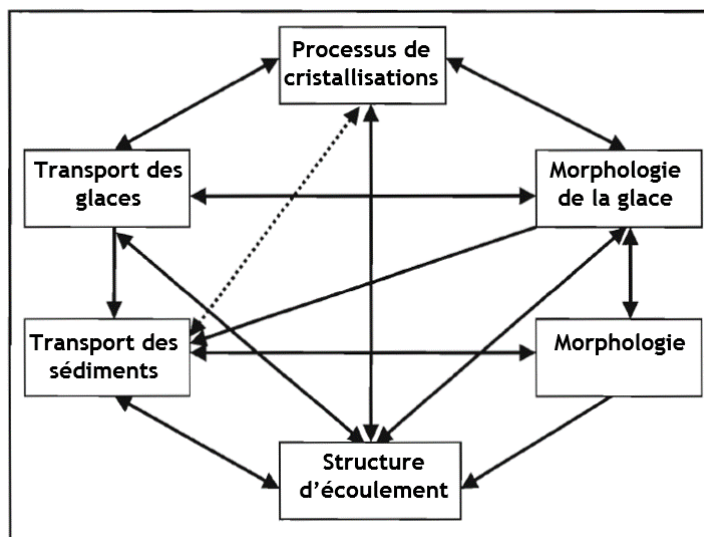 Processus de
cristallisations
Transport des
glaces
Morphologie
de la glace
Transport des
sédiments
Morphologie
Structure
d'écoulement